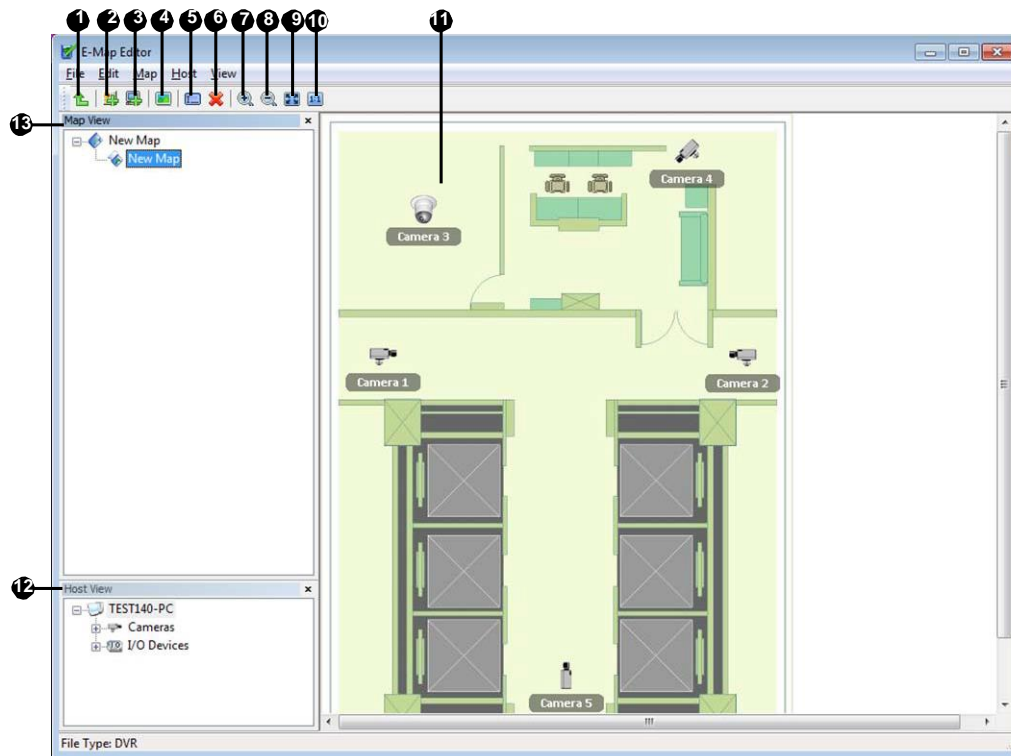 1 2 3 4 5 6 7 8 9 10 11
E-Map Editor
File Edit Map Host View
1:1
13
Map View
New Map
New Map
Camera 4
Camera 3
Camera 1
Camera 2
12
Host View
TEST140-PC
Cameras
I/O Devices
Camera 5
File Type: DVR